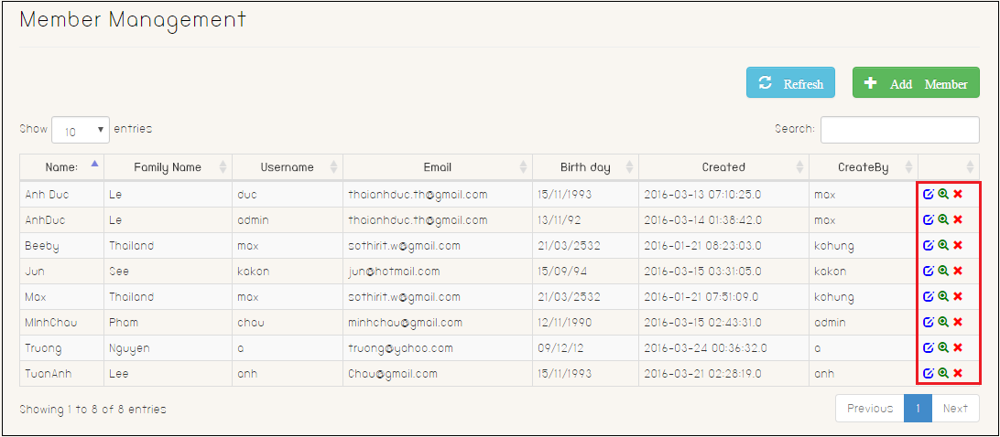 Member Management
Refresh Add Member
Show 10 entries Search:
Name: Family Name Username Email Birth day Created CreateBy
Anh Duc Le duc thaianhduc.th@gmail.com 15/11/1993 2016-03-13 07:10:25.0 max
AnhDuc Le admin thaianhduc.th@gmail.com 13/11/92 2016-03-14 01:38:42.0 max
Beeby Thailand max sothirit.w@gmail.com 21/03/2532 2016-01-21 08:23:03.0 kohung
Jun See kakon jun@hotmail.com 15/09/94 2016-03-15 03:31:05.0 kakon
Max Thailand max sothirit.w@gmail.com 21/03/2532 2016-01-21 07:51:09.0 kohung
MInhChau Pham chau minhchau@gmail.com 12/11/1990 2016-03-15 02:43:31.0 admin
Truong Nguyen a truong@yahoo.com 09/12/12 2016-03-24 00:36:32.0 a
TuanAnh Lee anh Chau@gmail.com 15/11/1993 2016-03-21 02:28:19.0 anh
Showing 1 to 8 of 8 entries Previous 1 Next